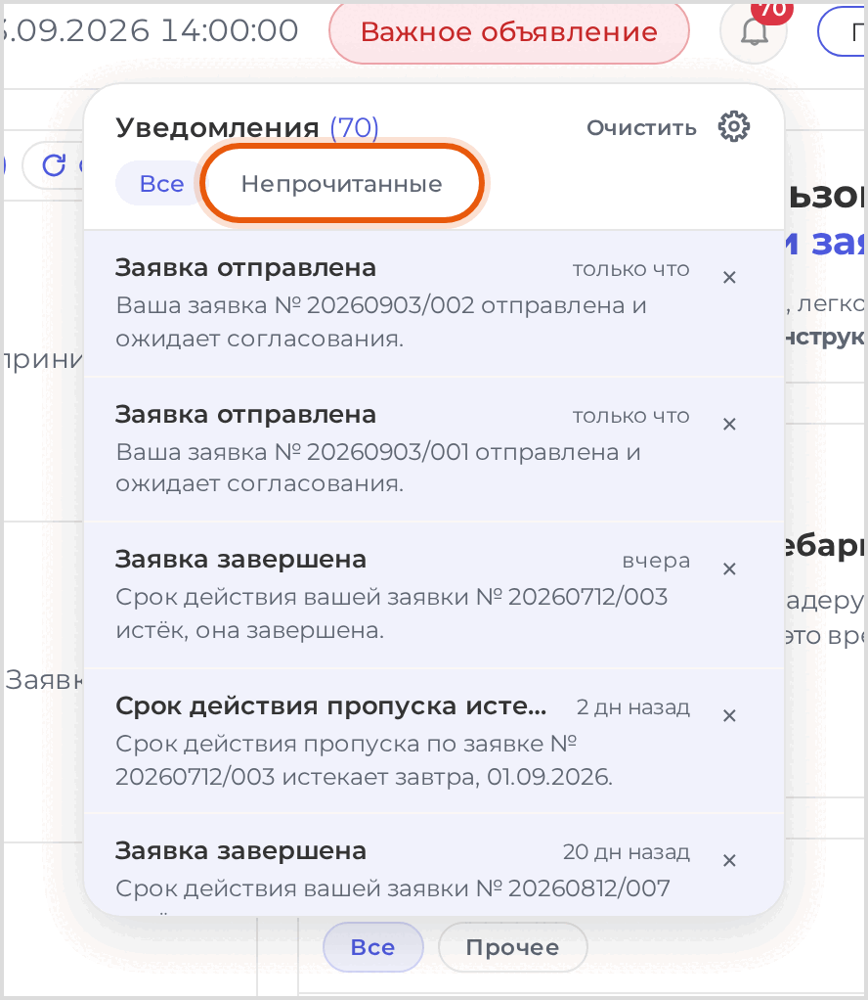 .09.2026 14:00:00
Важное объявление
70
Уведомления (70)
Очистить
Все
Непрочитанные
Заявка отправлена
только что
Ваша заявка № 20260903/002 отправлена и
ожидает согласования.
Заявка отправлена
только что
Ваша заявка № 20260903/001 отправлена и
ожидает согласования.
Заявка завершена
вчера
Срок действия вашей заявки № 20260712/003
истёк, она завершена.
Срок действия пропуска исте...
2 дн назад
Срок действия пропуска по заявке №
20260712/003 истекает завтра, 01.09.2026.
Заявка завершена
20 дн назад
Срок действия вашей заявки № 20260812/007
Все
Прочее